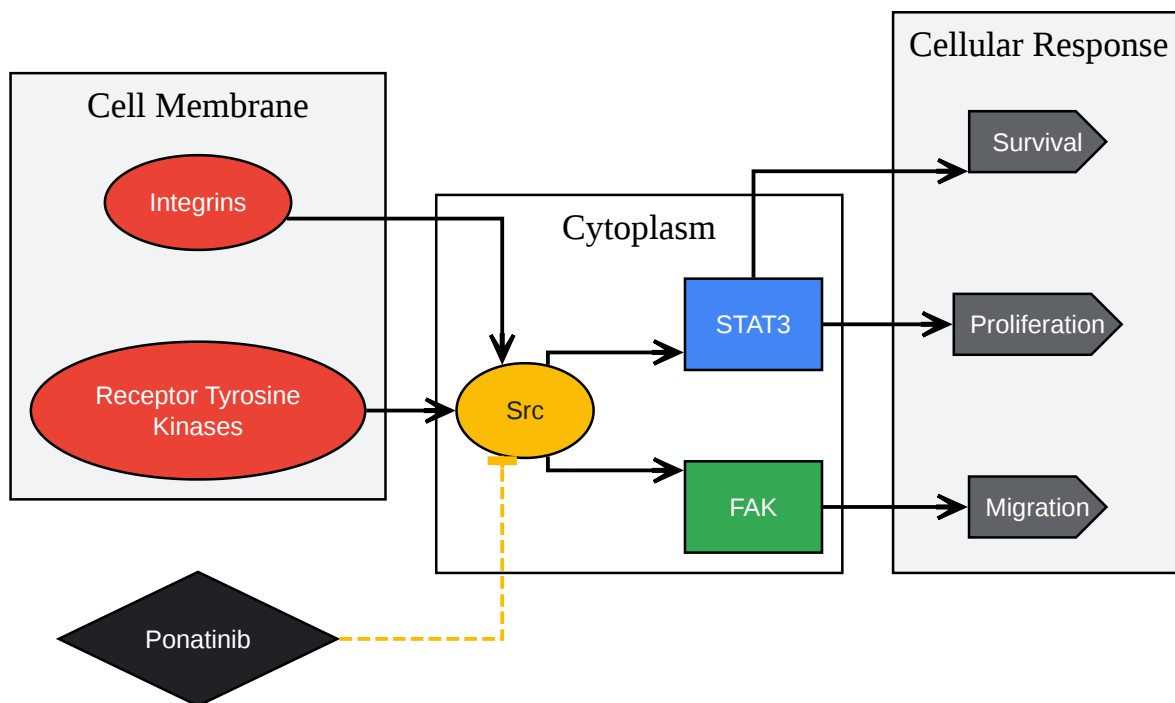 Cell Membrane
Integrins
Receptor Tyrosine
Kinases
Ponatinib
Cytoplasm
Src
STAT3
FAK
Cellular Response
Survival
Proliferation
Migration